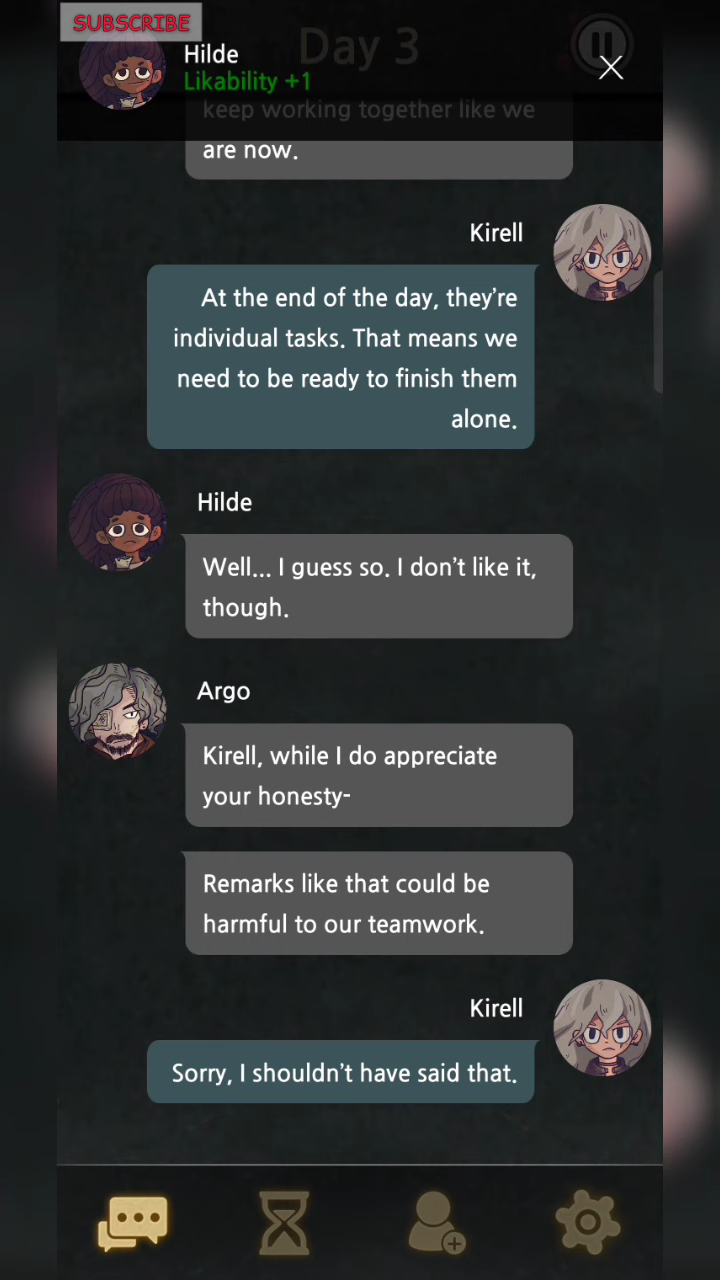 SUBSCRIBE
Day 3
Hilde
Likability +1
keep working together like we
are now.
Kirell
At the end of the day, they're
individual tasks. That means we
need to be ready to finish them
alone.
Hilde
Well... I guess so. I don't like it,
though.
Argo
Kirell, while I do appreciate
your honesty-
Remarks like that could be
harmful to our teamwork.
Kirell
Sorry, I shouldn't have said that.